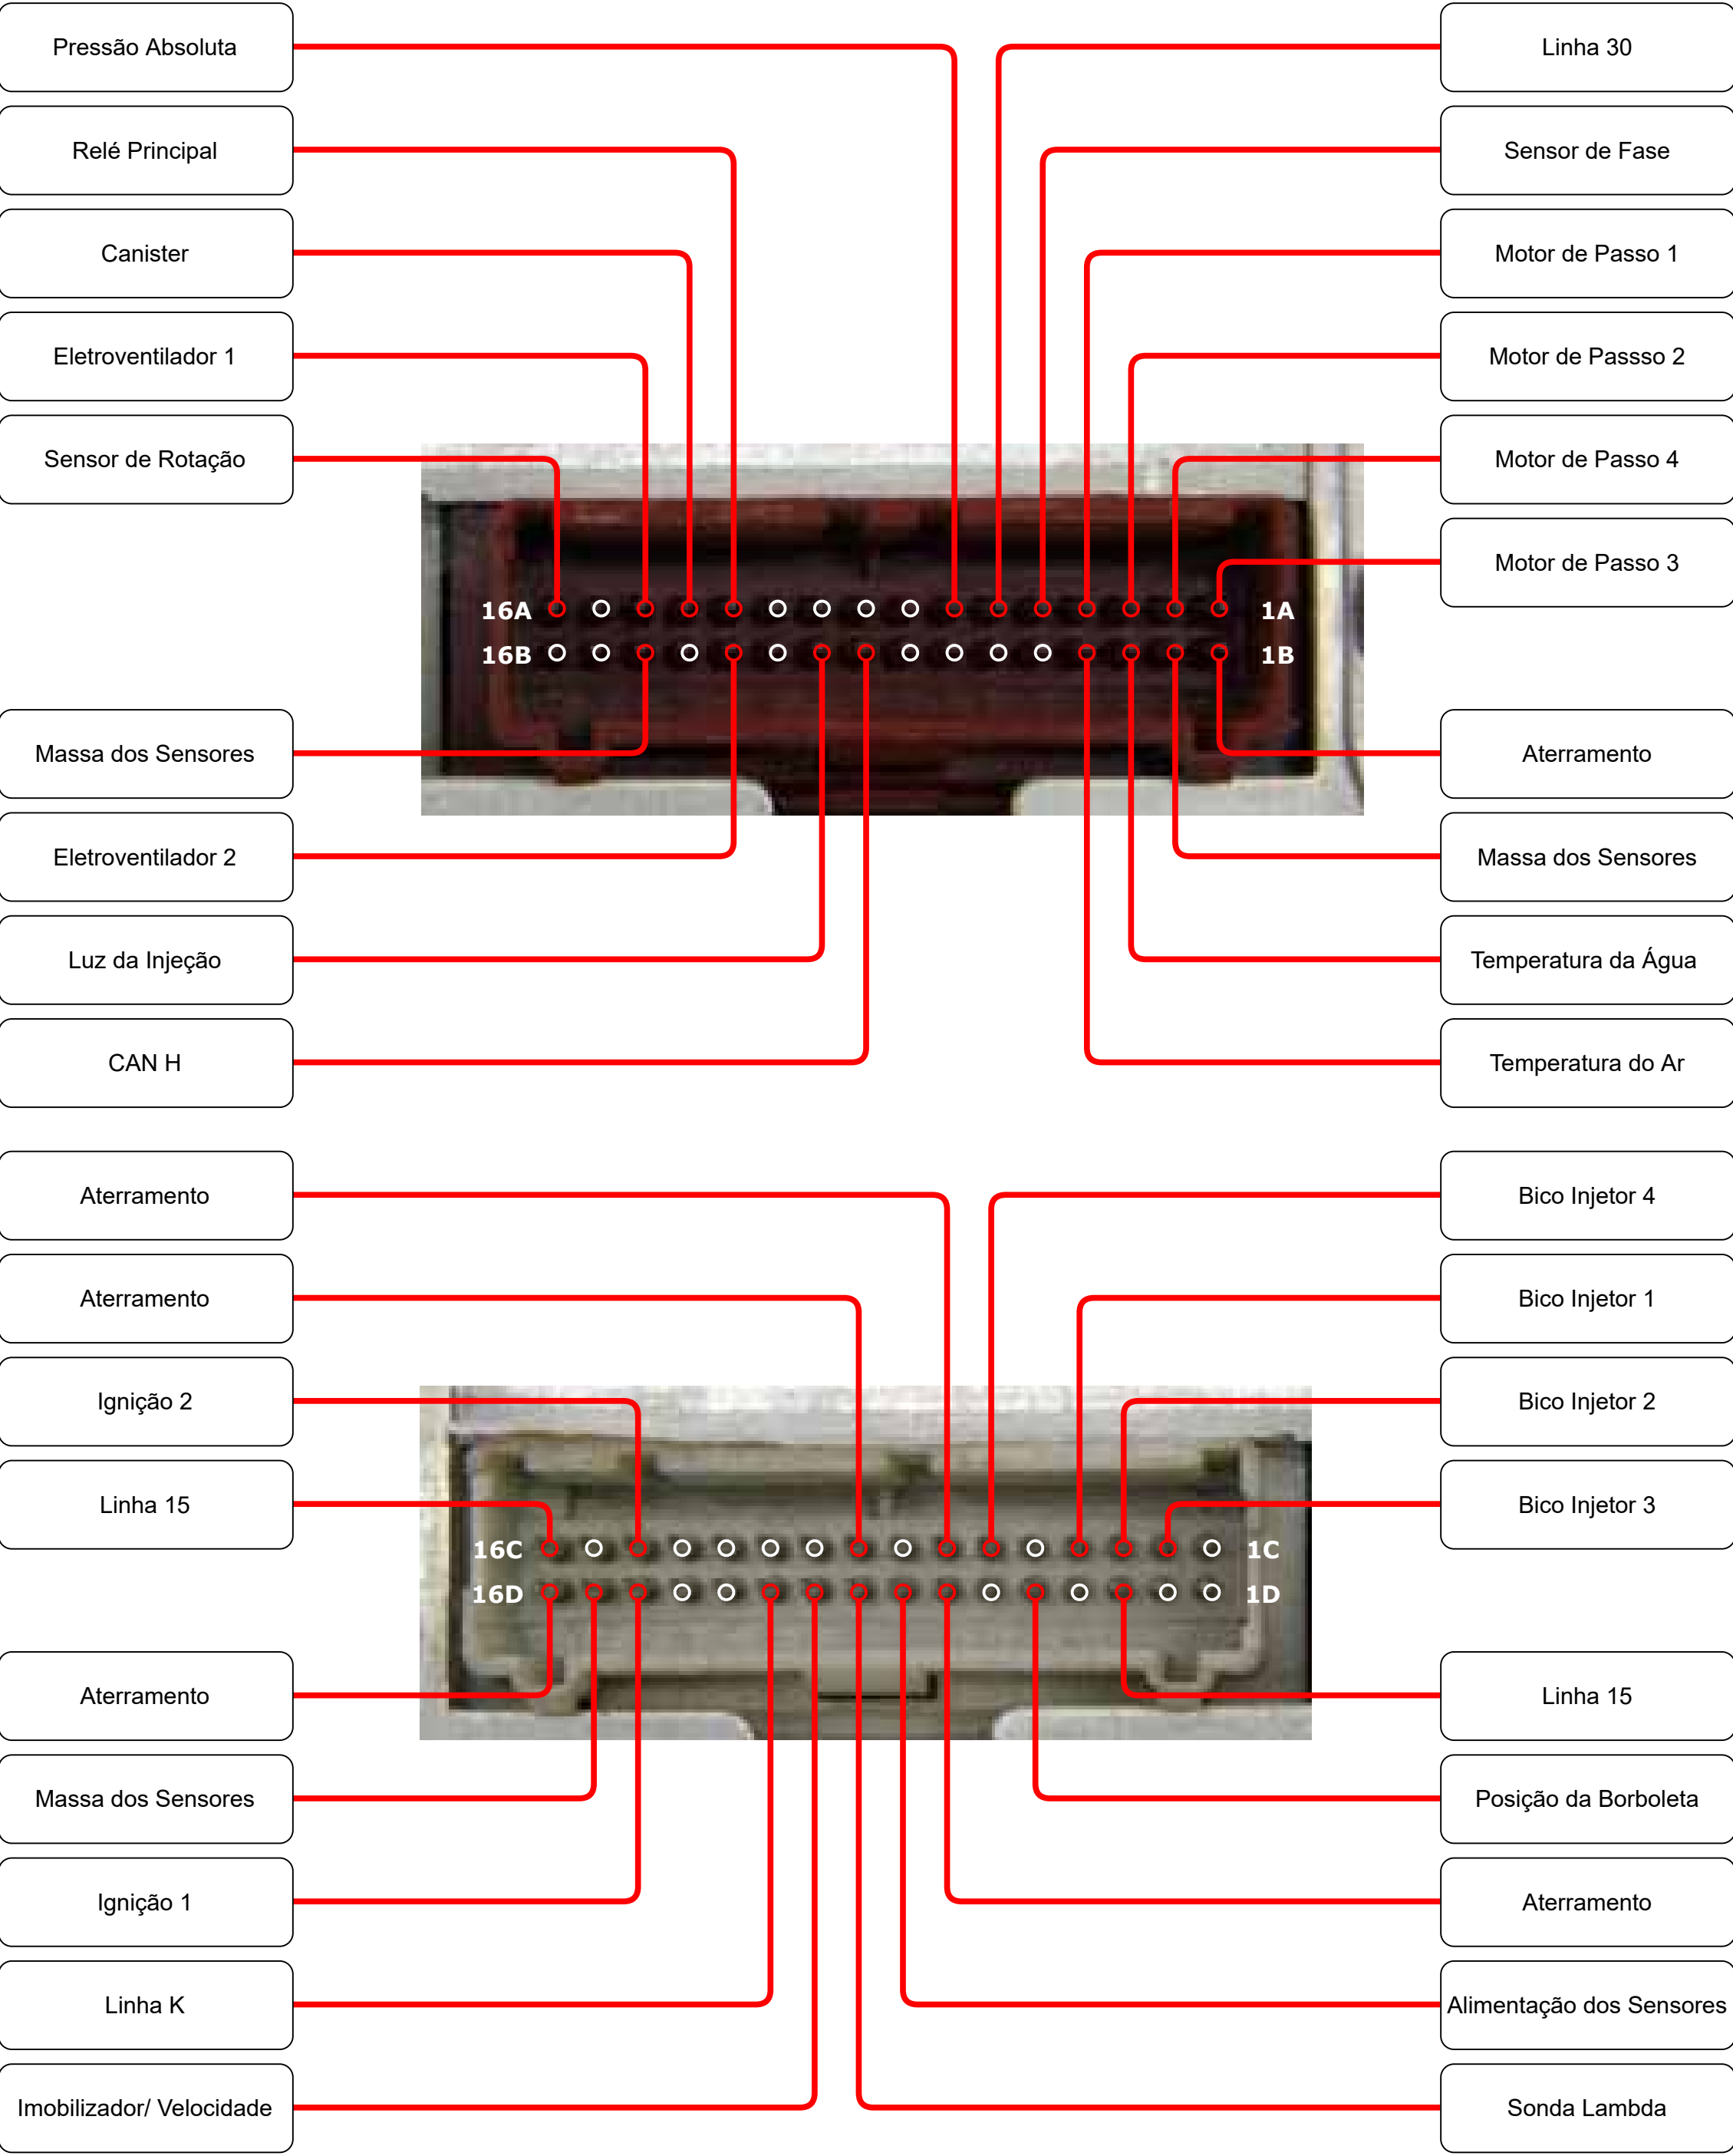 Pressão Absoluta
Linha 30
Relé Principal
Sensor de Fase
Canister
Motor de Passo 1
Eletroventilador 1
Motor de Passso 2
Sensor de Rotação
Motor de Passo 4
Motor de Passo 3
16A
1A
16B
1B
Massa dos Sensores
Aterramento
Eletroventilador 2
Massa dos Sensores
Luz da Injeção
Temperatura da Água
CAN H
Temperatura do Ar
Aterramento
Bico Injetor 4
Aterramento
Bico Injetor 1
Ignição 2
Bico Injetor 2
Linha 15
Bico Injetor 3
16C
1C
16D
1D
Aterramento
Linha 15
Massa dos Sensores
Posição da Borboleta
Ignição 1
Aterramento
Linha K
Alimentação dos Sensores
Imobilizador/ Velocidade
Sonda Lambda